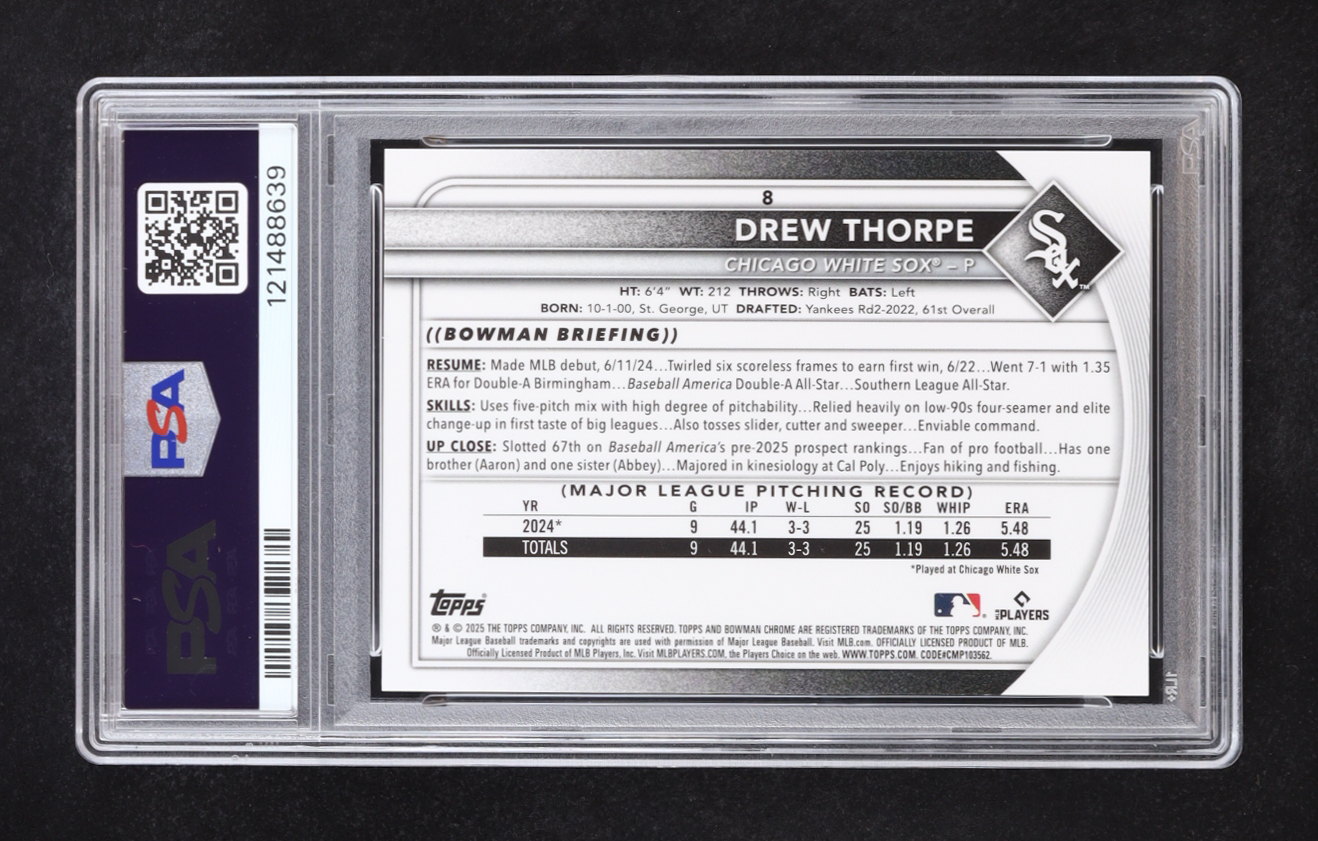 121488639
PSA
PSA
8
DREW THORPE
CHICAGO WHITE SOX® – P
Sox™
HT: 6'4" WT: 212 THROWS: Right BATS: Left
BORN: 10-1-00, St. George, UT DRAFTED: Yankees Rd2-2022, 61st Overall
((BOWMAN BRIEFING))
RESUME: Made MLB debut, 6/11/24...Twirled six scoreless frames to earn first win, 6/22...Went 7-1 with 1.35
ERA for Double-A Birmingham...Baseball America Double-A All-Star...Southern League All-Star.
SKILLS: Uses five-pitch mix with high degree of pitchability...Relied heavily on low-90s four-seamer and elite
change-up in first taste of big leagues...Also tosses slider, cutter and sweeper...Enviable command.
UP CLOSE: Slotted 67th on Baseball America's pre-2025 prospect rankings...Fan of pro football...Has one
brother (Aaron) and one sister (Abbey)...Majored in kinesiology at Cal Poly...Enjoys hiking and fishing.
(MAJOR LEAGUE PITCHING RECORD)
YR G IP W-L SO SO/BB WHIP ERA
2024* 9 44.1 3-3 25 1.19 1.26 5.48
TOTALS 9 44.1 3-3 25 1.19 1.26 5.48
*Played at Chicago White Sox
Topps®
MLB PLAYERS
® & © 2025 THE TOPPS COMPANY, INC. ALL RIGHTS RESERVED. TOPPS AND BOWMAN CHROME ARE REGISTERED TRADEMARKS OF THE TOPPS COMPANY, INC.
Major League Baseball trademarks and copyrights are used with permission of Major League Baseball. Visit MLB.com. OFFICIALLY LICENSED PRODUCT OF MLB.
Officially Licensed Product of MLB Players, Inc. Visit MLBPLAYERS.COM, the Players Choice on the web. WWW.TOPPS.COM. CODE#CMP103562.
PSA